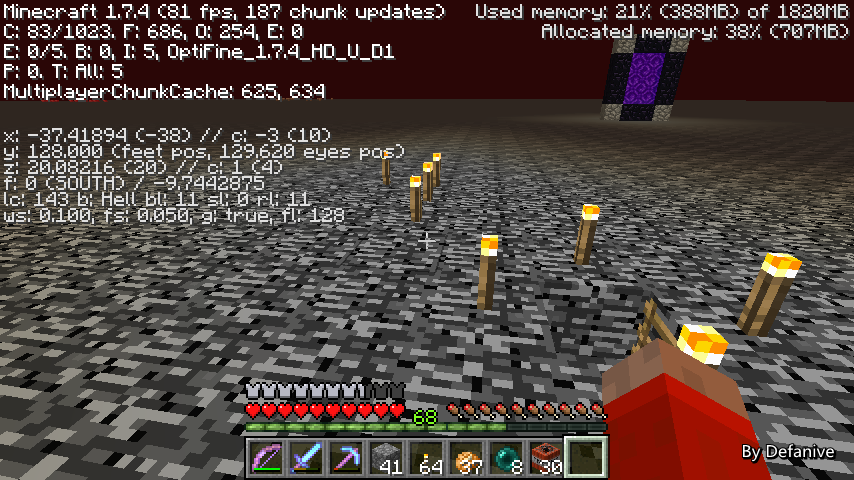 Minecraft 1.7.4 (81 fps, 187 chunk updates)
Used memory: 21% (388MB) of 1820MB
C: 83/1023. F: 686, O: 254, E: 0
Allocated memory: 38% (707MB)
E: 0/5. B: 0, I: 5, OptiFine_1.7.4_HD_U_D1
P: 0. T: All: 5
MultiplayerChunkCache: 625, 634
x: -37.41894 (-38) // c: -3 (10)
y: 128.000 (feet pos, 129.620 eyes pos)
z: 20.08216 (20) // c: 1 (4)
f: 0 (SOUTH) / -9.7442875
lc: 143 b: Hell bl: 11 sl: 0 rl: 11
ws: 0.100, fs: 0.050, g: true, fl: 128
68
41 64 37 8 30
By Defanive